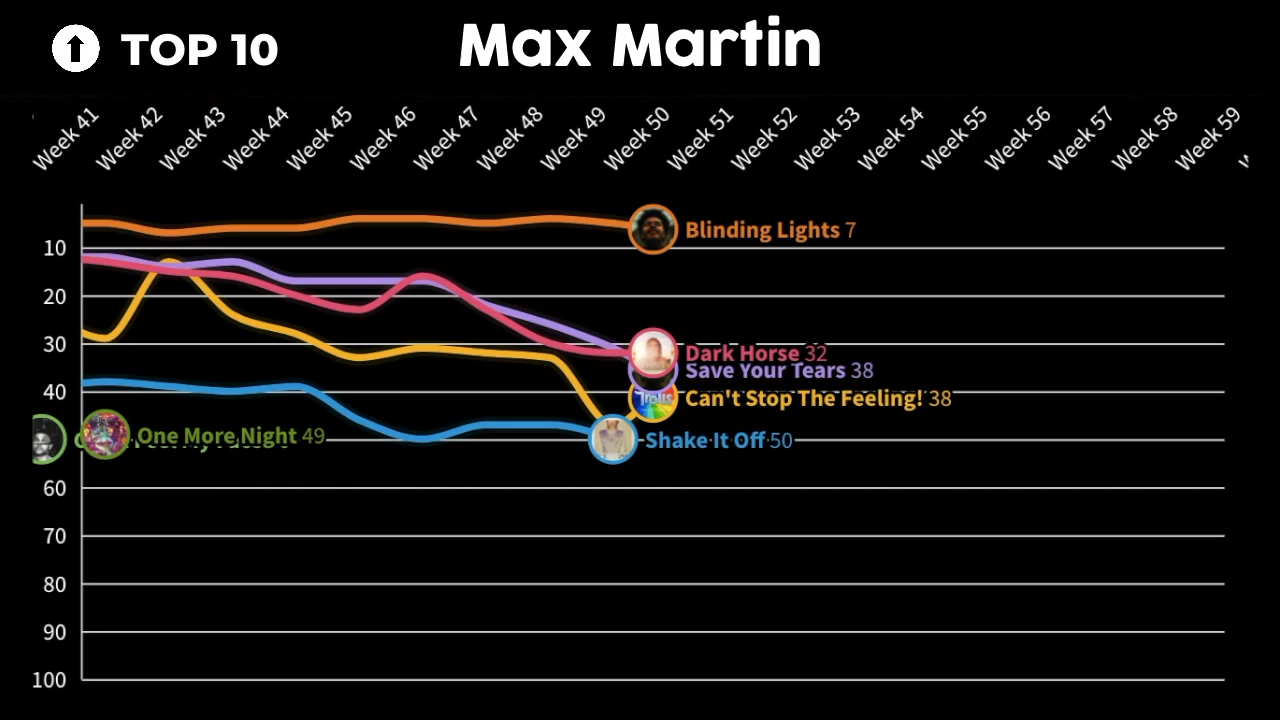 TOP 10
Max Martin
Week 41
Week 42
Week 43
Week 44
Week 45
Week 46
Week 47
Week 48
Week 49
Week 50
Week 51
Week 52
Week 53
Week 54
Week 55
Week 56
Week 57
Week 58
Week 59
Blinding Lights 7
10
20
30
Dark Horse 32
Save Your Tears 38
40
Can't Stop The Feeling! 38
Trolls
One More Night 49
Shake It Off 50
60
70
80
90
100